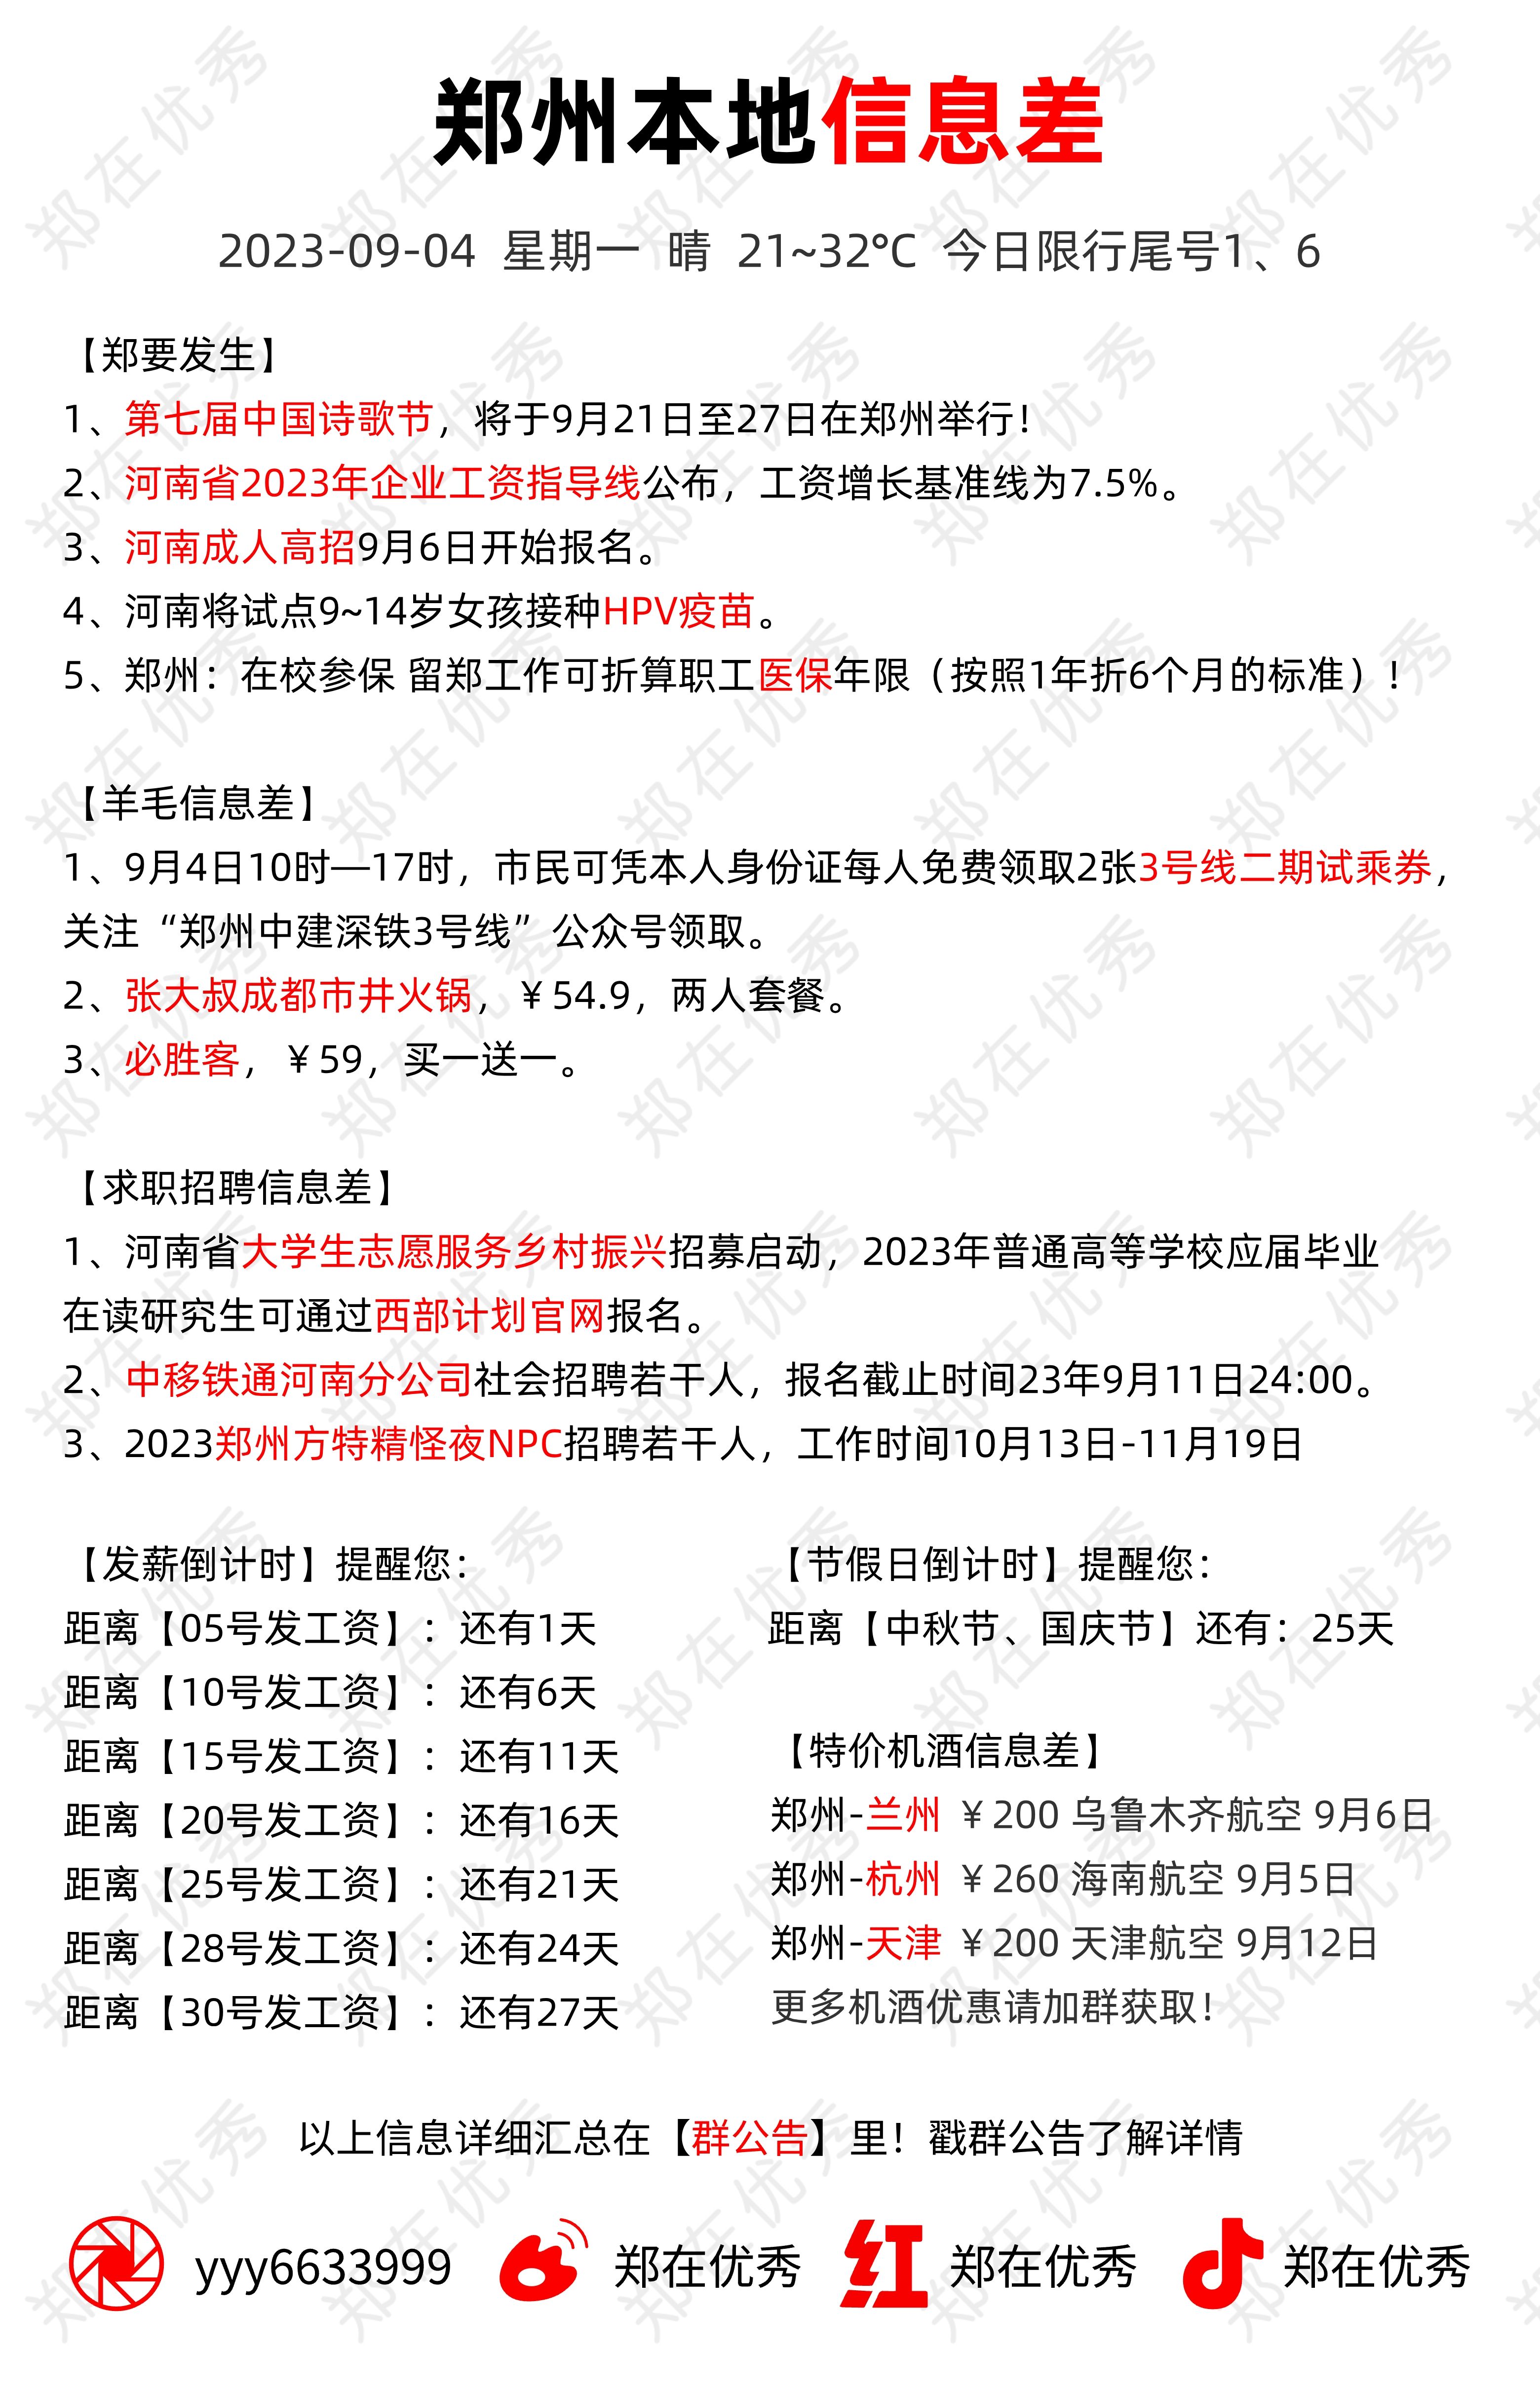 郑州本地信息差
2023-09-04 星期一 晴 21~32℃ 今日限行尾号1、6
【郑要发生】
1、第七届中国诗歌节，将于9月21日至27日在郑州举行！
2、河南省2023年企业工资指导线公布，工资增长基准线为7.5%。
3、河南成人高招9月6日开始报名。
4、河南将试点9~14岁女孩接种HPV疫苗。
5、郑州：在校参保 留郑工作可折算职工医保年限（按照1年折6个月的标准）！
【羊毛信息差】
1、9月4日10时—17时，市民可凭本人身份证每人免费领取2张3号线二期试乘券，
关注“郑州中建深铁3号线”公众号领取。
2、张大叔成都市井火锅，￥54.9，两人套餐。
3、必胜客，￥59，买一送一。
【求职招聘信息差】
1、河南省大学生志愿服务乡村振兴招募启动，2023年普通高等学校应届毕业
在读研究生可通过西部计划官网报名。
2、中移铁通河南分公司社会招聘若干人，报名截止时间23年9月11日24:00。
3、2023郑州方特精怪夜NPC招聘若干人，工作时间10月13日-11月19日
【发薪倒计时】提醒您：
距离【05号发工资】：还有1天
距离【10号发工资】：还有6天
距离【15号发工资】：还有11天
距离【20号发工资】：还有16天
距离【25号发工资】：还有21天
距离【28号发工资】：还有24天
距离【30号发工资】：还有27天
【节假日倒计时】提醒您：
距离【中秋节、国庆节】还有：25天
【特价机酒信息差】
郑州-兰州 ￥200 乌鲁木齐航空 9月6日
郑州-杭州 ￥260 海南航空 9月5日
郑州-天津 ￥200 天津航空 9月12日
更多机酒优惠请加群获取！
以上信息详细汇总在【群公告】里！戳群公告了解详情
yyy6633999 郑在优秀 红 郑在优秀 郑在优秀